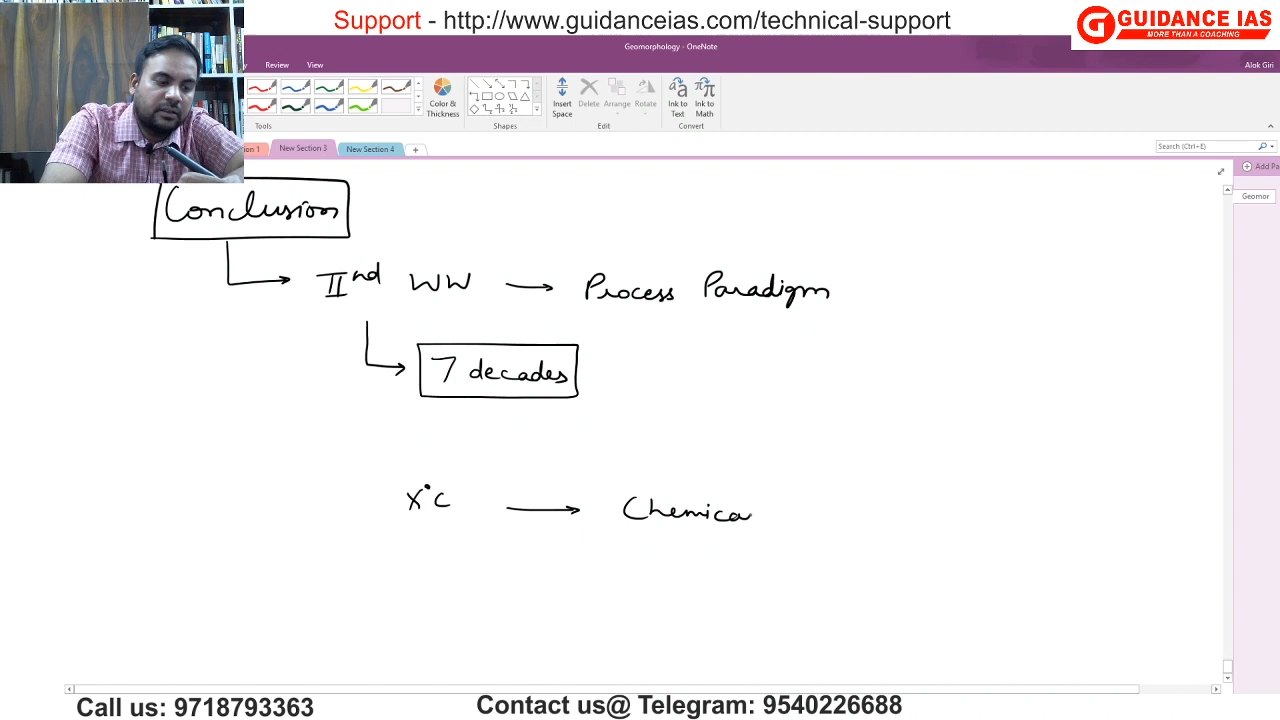 Support - http://www.guidanceias.com/technical-support
GUIDANCE IAS
MORE THAN A COACHING
Geomorphology - OneNote
Review View
Alok Giri
Color & Thickness
Insert Space
Delete Arrange Rotate
Ink to Text
Ink to Math
Tools Shapes Edit Convert
on 1 New Section 3 New Section 4 +
Search (Ctrl+E)
Add Pa
Geomor
Conclusion
IInd WW → Process Paradigm
7 decades
X°C → Chemica
Call us: 9718793363 Contact us@ Telegram: 9540226688